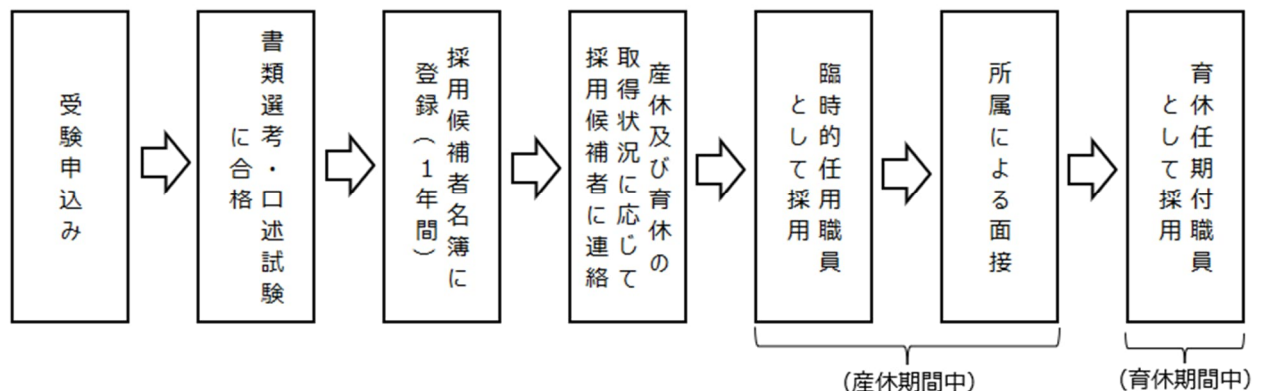 受験申込み
書類選考・口述試験
に合格
採用候補者名簿に
登録（１年間）
産休及び育休の
取得状況に応じて
採用候補者に連絡
臨時的任用職員
として採用
所属による面接
育休任期付職員
として採用
（産休期間中）
（育休期間中）